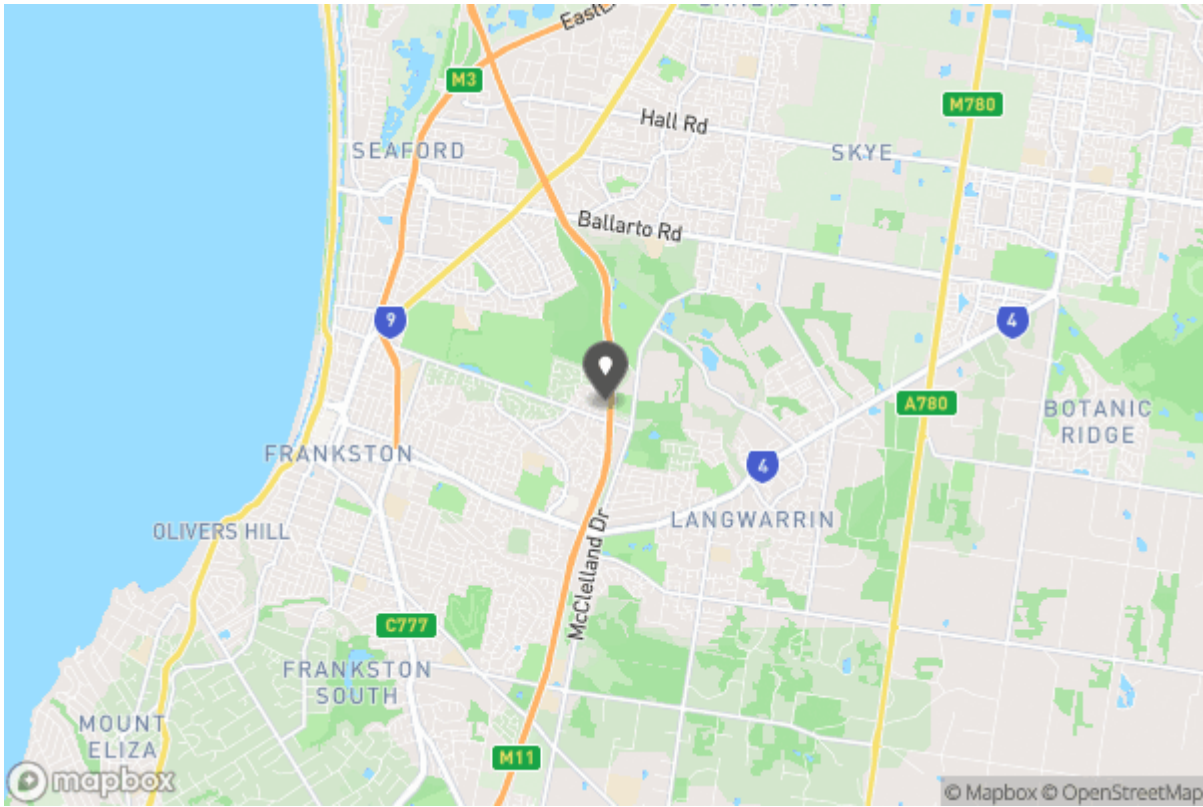 EastL
M3
M780
Hall Rd
SEAFORD
SKYE
Ballarto Rd
9
4
A780
BOTANIC
RIDGE
FRANKSTON
4
LANGWARRIN
OLIVERS HILL
McClelland Dr
C777
FRANKSTON
SOUTH
MOUNT
ELIZA
M11
mapbox
© Mapbox © OpenStreetMap